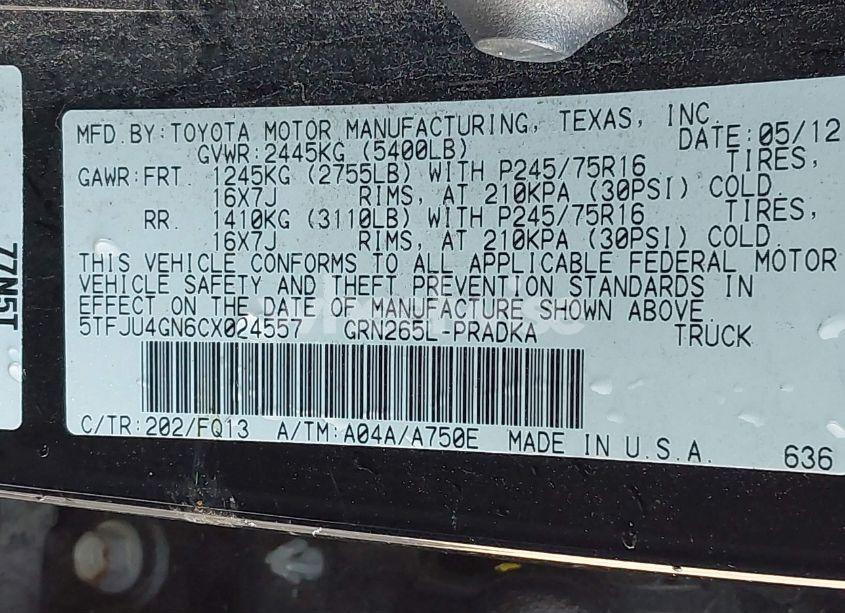 MFD.BY:TOYOTA MOTOR MANUFACTURING, TEXAS, INC.
GVWR:2445KG (5400LB) DATE:05/12
GAWR:FRT. 1245KG (2755LB) WITH P245/75R16 TIRES,
16X7J RIMS, AT 210KPA (30PSI) COLD.
RR. 1410KG (3110LB) WITH P245/75R16 TIRES,
16X7J RIMS, AT 210KPA (30PSI) COLD.
THIS VEHICLE CONFORMS TO ALL APPLICABLE FEDERAL MOTOR
VEHICLE SAFETY AND THEFT PREVENTION STANDARDS IN
EFFECT ON THE DATE OF MANUFACTURE SHOWN ABOVE.
5TFJU4GN6CX024557 GRN265L-PRADKA TRUCK
C/TR:202/FQ13 A/TM:A04A/A750E MADE IN U.S.A.
636
77N5T